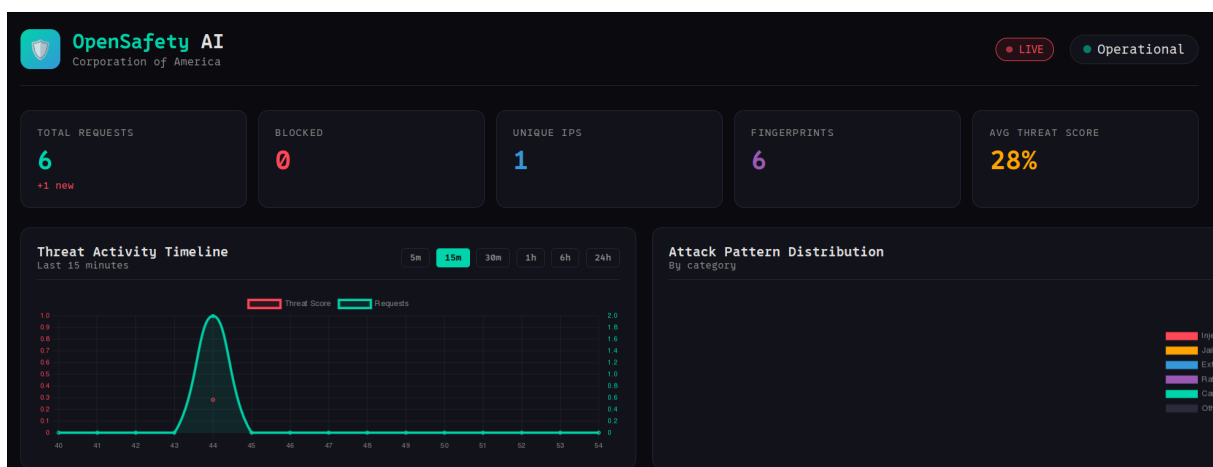 OpenSafety AI
Corporation of America
LIVE
Operational
TOTAL REQUESTS
6
+1 new
BLOCKED
0
UNIQUE IPS
1
FINGERPRINTS
6
AVG THREAT SCORE
28%
Threat Activity Timeline
Last 15 minutes
5m 15m 30m 1h 6h 24h
Threat Score Requests
1.0
0.9
0.8
0.7
0.6
0.5
0.4
0.3
0.2
0.1
0
2.0
1.8
1.6
1.4
1.2
1.0
0.8
0.6
0.4
0.2
0
40 41 42 43 44 45 46 47 48 49 50 51 52 53 54
Attack Pattern Distribution
By category